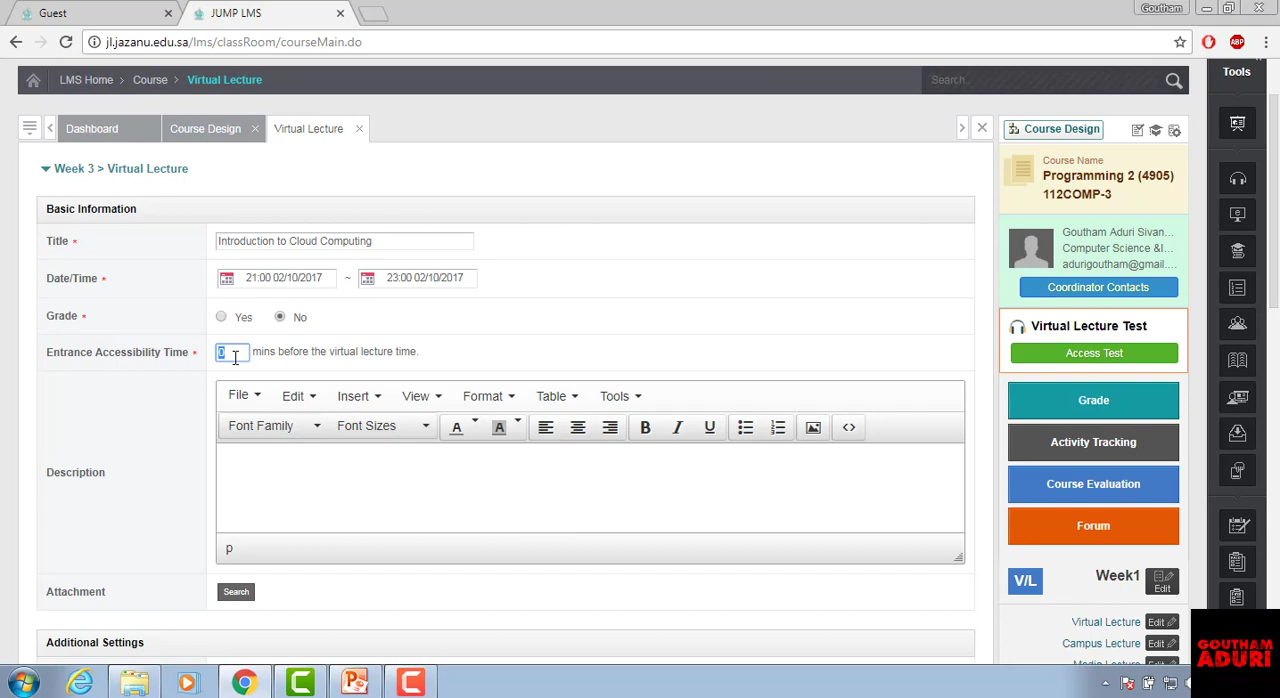 Guest
JUMP LMS
Goutham
jl.jazanu.edu.sa/lms/classRoom/courseMain.do
ABP
LMS Home > Course > Virtual Lecture
Search...
Tools
Dashboard
Course Design
Virtual Lecture
Week 3 > Virtual Lecture
Basic Information
Title *
Introduction to Cloud Computing
Date/Time *
21:00 02/10/2017 ~ 23:00 02/10/2017
Grade *
Yes No
Entrance Accessibility Time *
0 mins before the virtual lecture time.
Description
File Edit Insert View Format Table Tools
Font Family Font Sizes A A B I U <>
p
Attachment
Search
Additional Settings
Course Design
Course Name
Programming 2 (4905)
112COMP-3
Goutham Aduri Sivan...
Computer Science &I...
adurigoutham@gmail....
Coordinator Contacts
Virtual Lecture Test
Access Test
Grade
Activity Tracking
Course Evaluation
Forum
V/L Week1 Edit
Virtual Lecture Edit
Campus Lecture Edit
Media Lecture Edit
GOUTHAM
ADURI